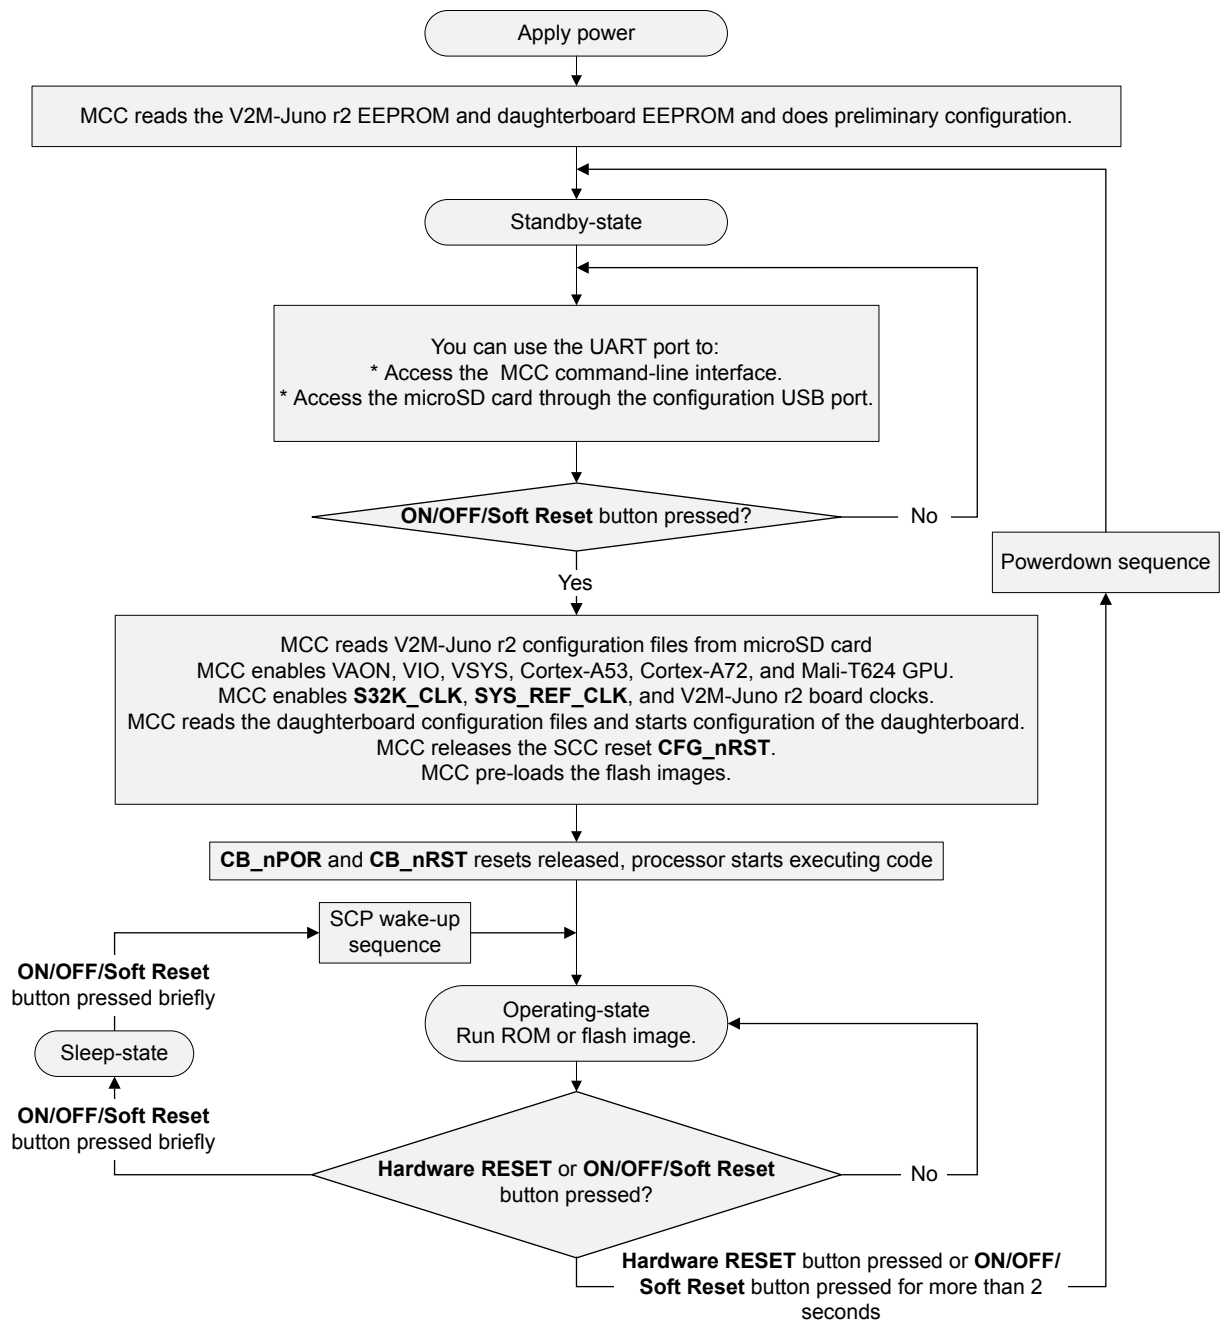 Apply power
MCC reads the V2M-Juno r2 EEPROM and daughterboard EEPROM and does preliminary configuration.
Standby-state
You can use the UART port to:
* Access the MCC command-line interface.
* Access the microSD card through the configuration USB port.
ON/OFF/Soft Reset button pressed?
No
Powerdown sequence
Yes
MCC reads V2M-Juno r2 configuration files from microSD card
MCC enables VAON, VIO, VSYS, Cortex-A53, Cortex-A72, and Mali-T624 GPU.
MCC enables S32K_CLK, SYS_REF_CLK, and V2M-Juno r2 board clocks.
MCC reads the daughterboard configuration files and starts configuration of the daughterboard.
MCC releases the SCC reset CFG_nRST.
MCC pre-loads the flash images.
CB_nPOR and CB_nRST resets released, processor starts executing code
SCP wake-up
sequence
ON/OFF/Soft Reset
button pressed briefly
Operating-state
Run ROM or flash image.
Sleep-state
ON/OFF/Soft Reset
button pressed briefly
Hardware RESET or ON/OFF/Soft Reset
button pressed?
No
Hardware RESET button pressed or ON/OFF/
Soft Reset button pressed for more than 2
seconds